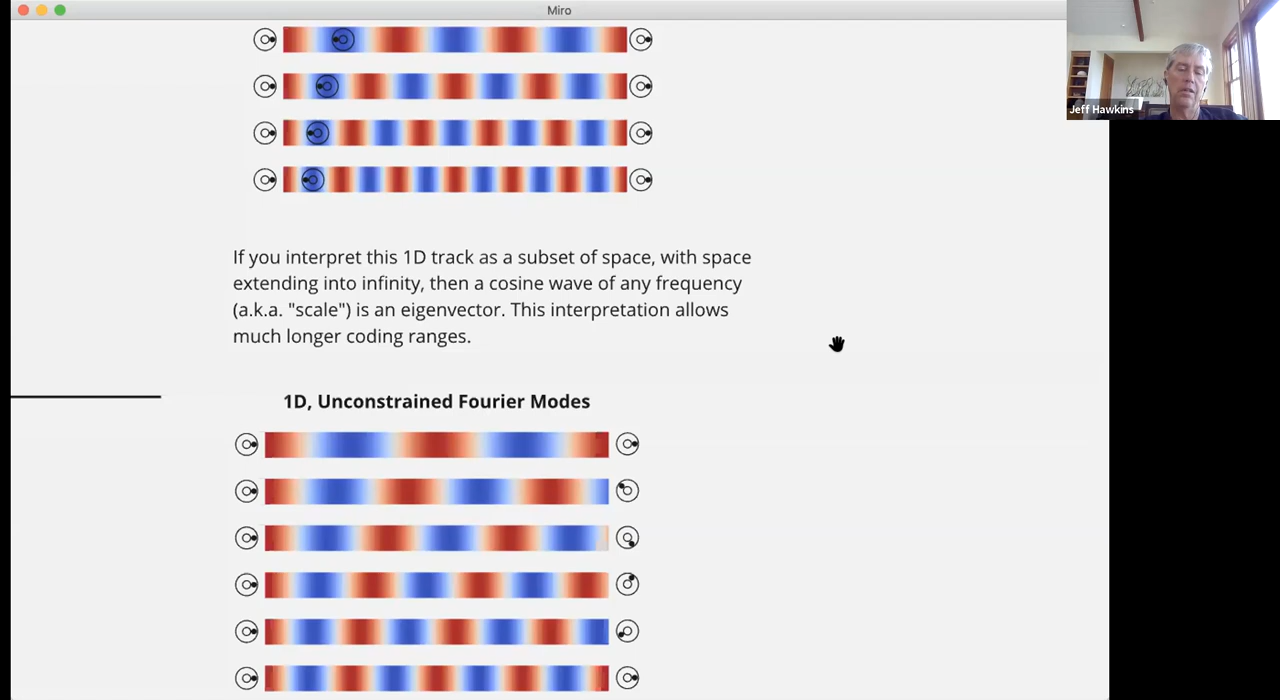 Miro
Jeff Hawkins
If you interpret this 1D track as a subset of space, with space
extending into infinity, then a cosine wave of any frequency
(a.k.a. "scale") is an eigenvector. This interpretation allows
much longer coding ranges.
1D, Unconstrained Fourier Modes